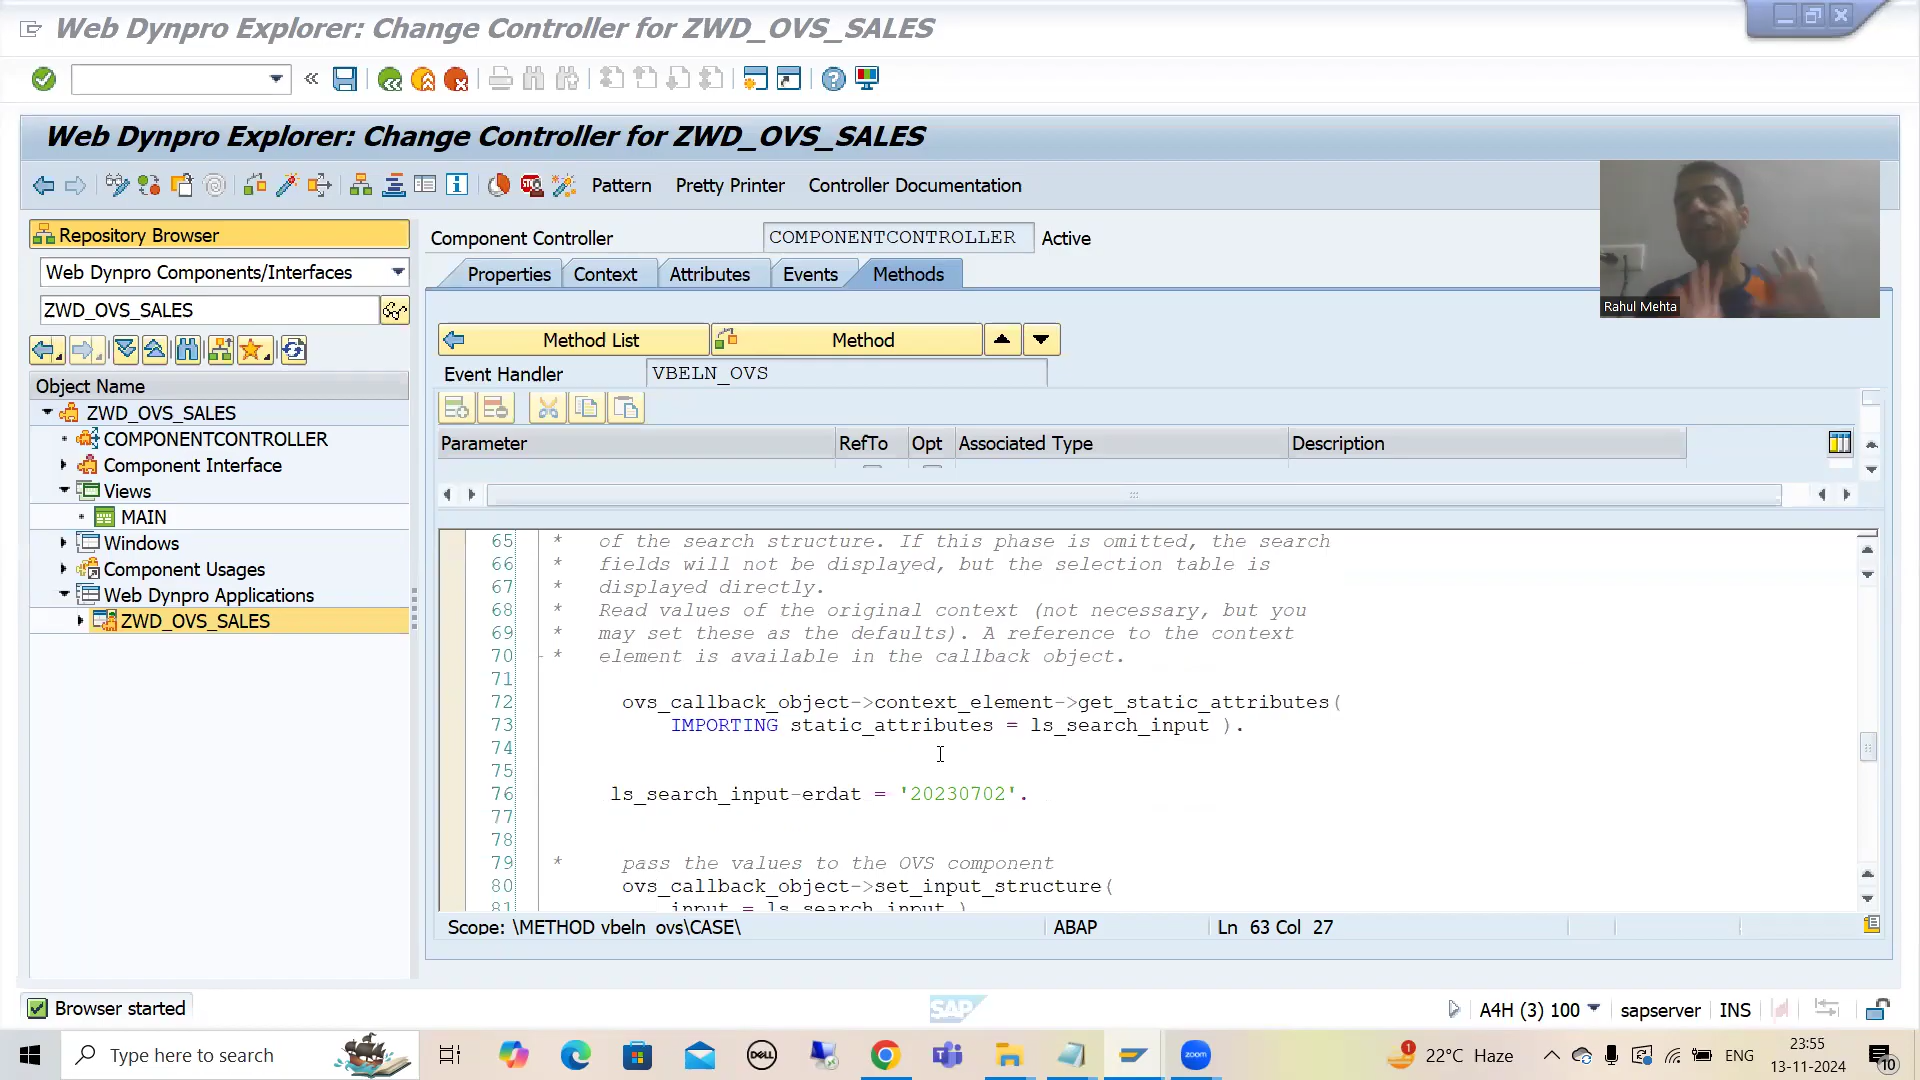 Web Dynpro Explorer: Change Controller for ZWD_OVS_SALES
Web Dynpro Explorer: Change Controller for ZWD_OVS_SALES
Pattern Pretty Printer Controller Documentation
Rahul Mehta
Repository Browser
Web Dynpro Components/Interfaces
ZWD_OVS_SALES
Object Name
ZWD_OVS_SALES
COMPONENTCONTROLLER
Component Interface
Views
MAIN
Windows
Component Usages
Web Dynpro Applications
ZWD_OVS_SALES
Component Controller COMPONENTCONTROLLER Active
Properties Context Attributes Events Methods
Method List Method
Event Handler VBELN_OVS
Parameter RefTo Opt Associated Type Description
65 * of the search structure. If this phase is omitted, the search
66 * fields will not be displayed, but the selection table is
67 * displayed directly.
68 * Read values of the original context (not necessary, but you
69 * may set these as the defaults). A reference to the context
70 * element is available in the callback object.
71
72 ovs_callback_object->context_element->get_static_attributes(
73 IMPORTING static_attributes = ls_search_input ).
74
75
76 ls_search_input-erdat = '20230702'.
77
78
79 * pass the values to the OVS component
80 ovs_callback_object->set_input_structure(
81 input = ls_search_input )
Scope: \METHOD vbeln_ovs\CASE\ ABAP Ln 63 Col 27
Browser started
SAP
A4H (3) 100 sapserver INS
Type here to search
DELL
zoom
1
22°C Haze
ENG
23:55
13-11-2024
10